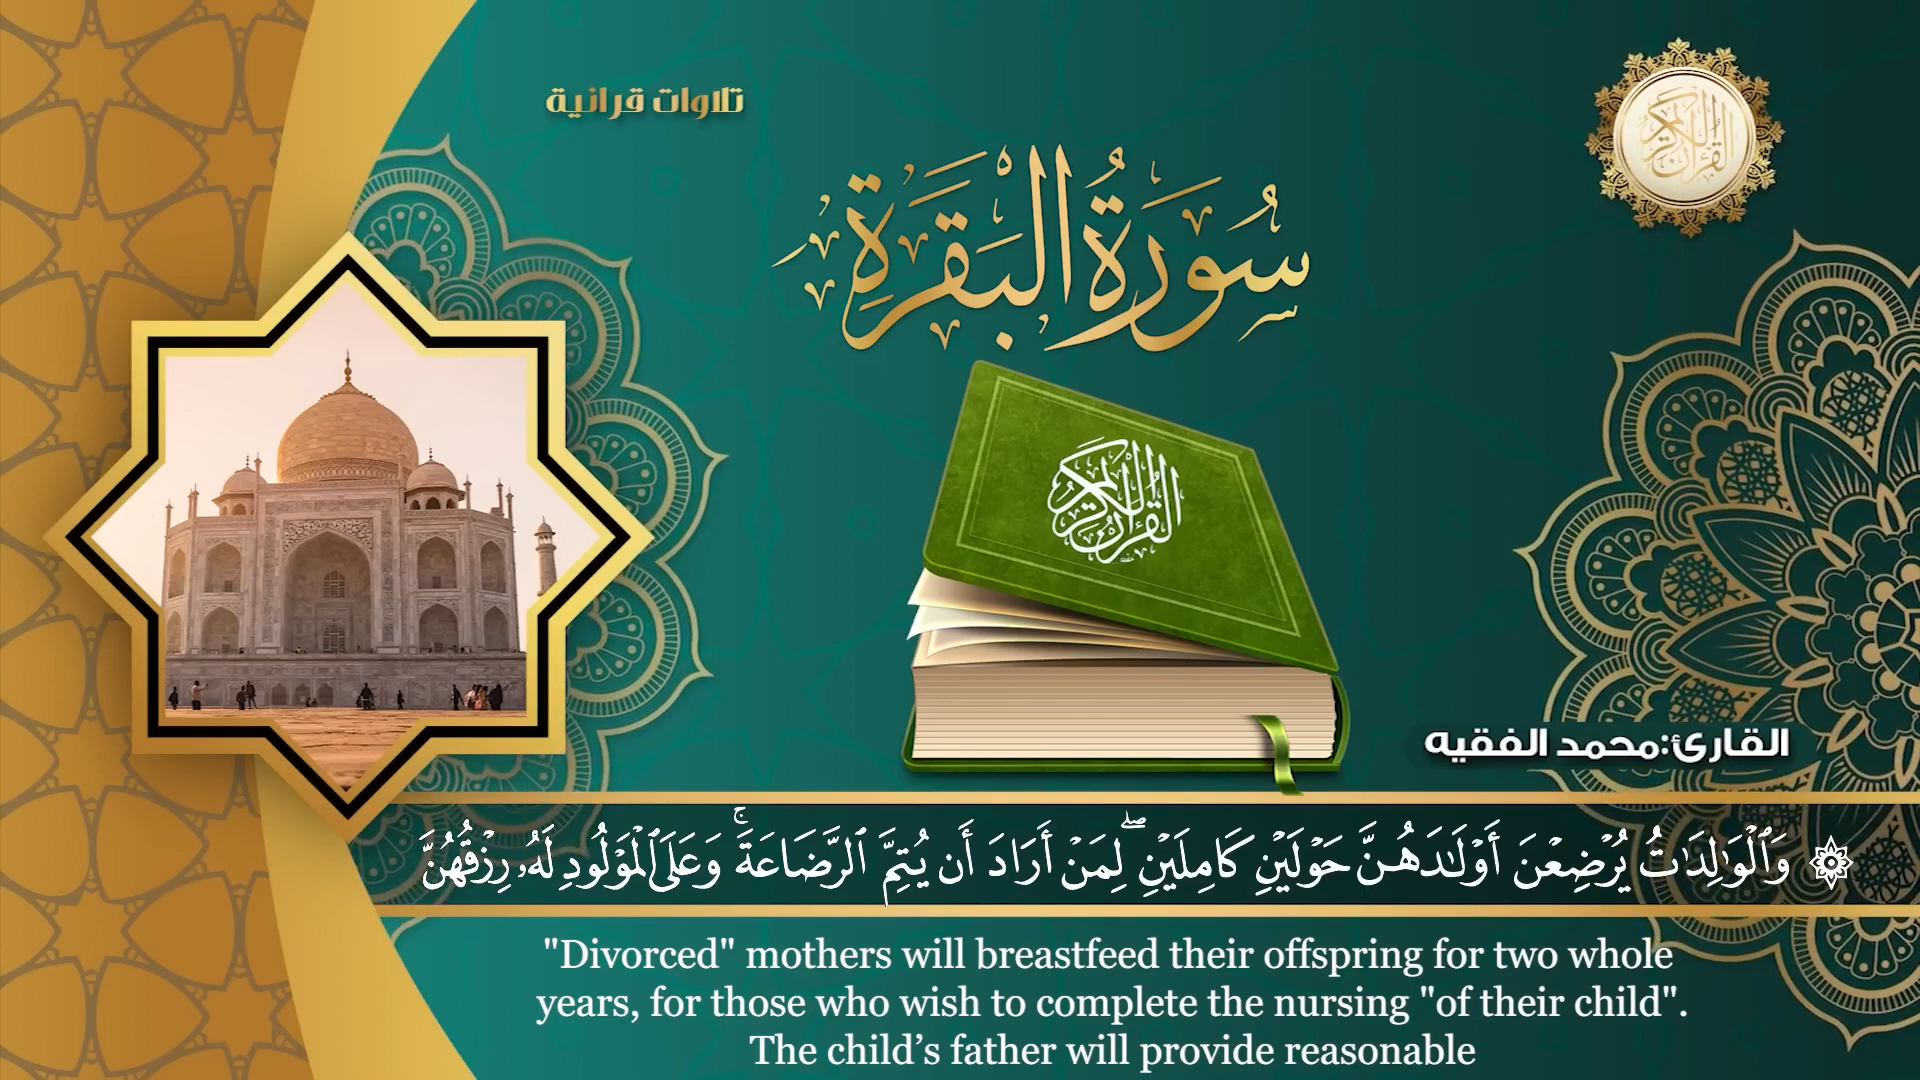 تلاوات قرانية
القرآن الكريم
سُورَةُ البَقَرَةِ
القرآن الكريم
القارئ:محمد الفقيه
۞ وَٱلْوَٰلِدَٰتُ يُرْضِعْنَ أَوْلَٰدَهُنَّ حَوْلَيْنِ كَامِلَيْنِ ۖ لِمَنْ أَرَادَ أَن يُتِمَّ ٱلرَّضَاعَةَ ۚ وَعَلَى ٱلْمَوْلُودِ لَهُۥ رِزْقُهُنَّ
"Divorced" mothers will breastfeed their offspring for two whole
years, for those who wish to complete the nursing "of their child".
The child’s father will provide reasonable